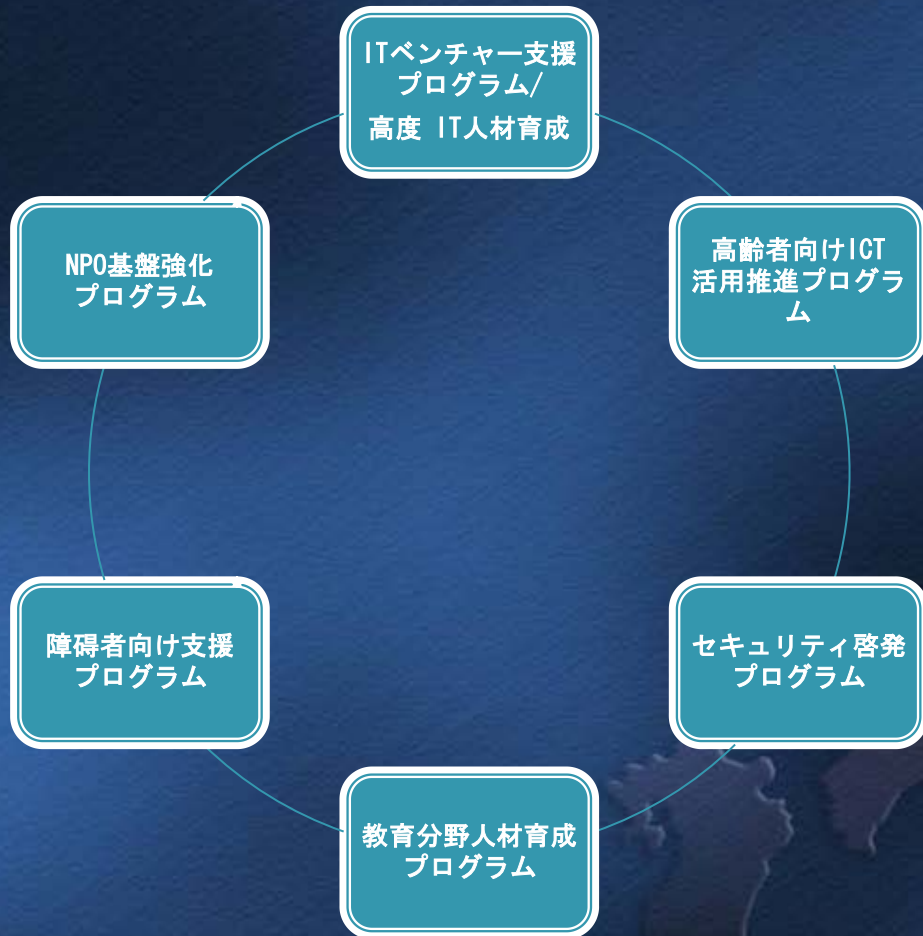 ITベンチャー支援
プログラム/
高度 IT人材育成
高齢者向けICT
活用推進プログラ
ム
セキュリティ啓発
プログラム
教育分野人材育成
プログラム
障碍者向け支援
プログラム
NPO基盤強化
プログラム